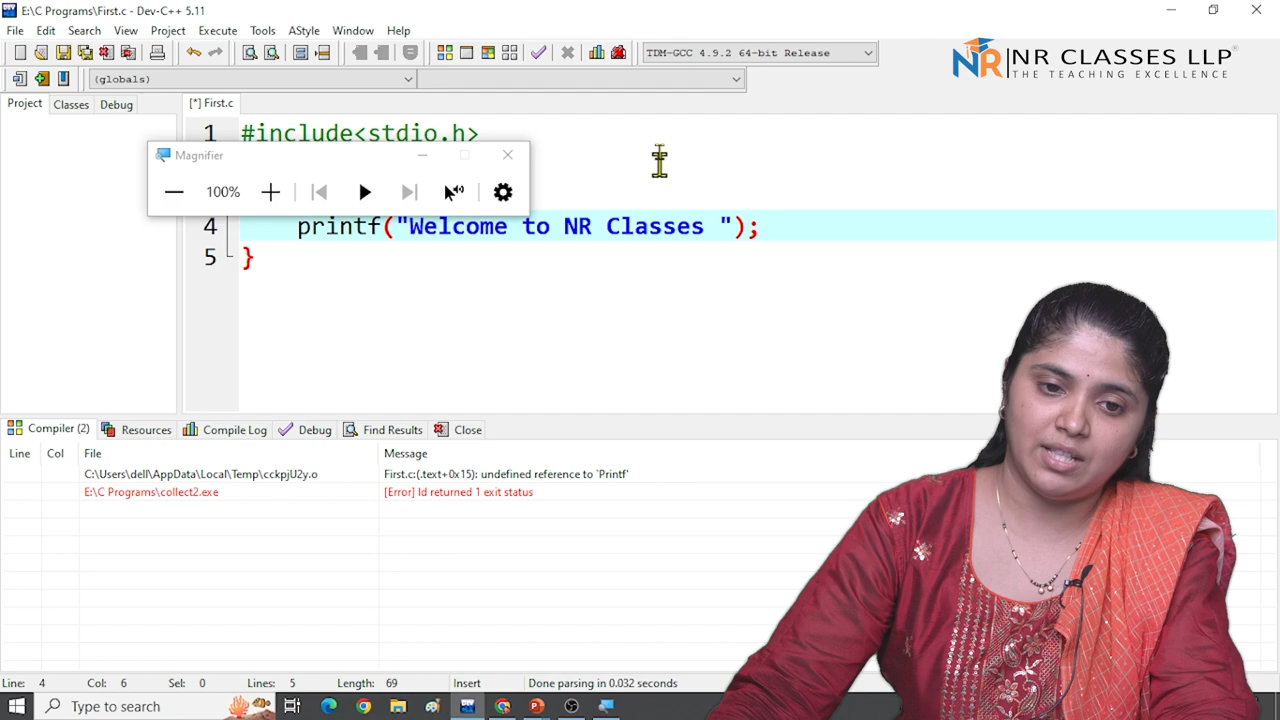 E:\C Programs\First.c - Dev-C++ 5.11
File Edit Search View Project Execute Tools AStyle Window Help
TDM-GCC 4.9.2 64-bit Release
NR NR CLASSES LLP
THE TEACHING EXCELLENCE
(globals)
Project Classes Debug [*] First.c
1 #include<stdio.h>
Magnifier
100%
4 printf("Welcome to NR Classes ");
5 }
Compiler (2) Resources Compile Log Debug Find Results Close
Line Col File Message
C:\Users\dell\AppData\Local\Temp\cckpjU2y.o First.c:(.text+0x15): undefined reference to `Printf'
E:\C Programs\collect2.exe [Error] ld returned 1 exit status
Line: 4 Col: 6 Sel: 0 Lines: 5 Length: 69 Insert Done parsing in 0.032 seconds
Type to search